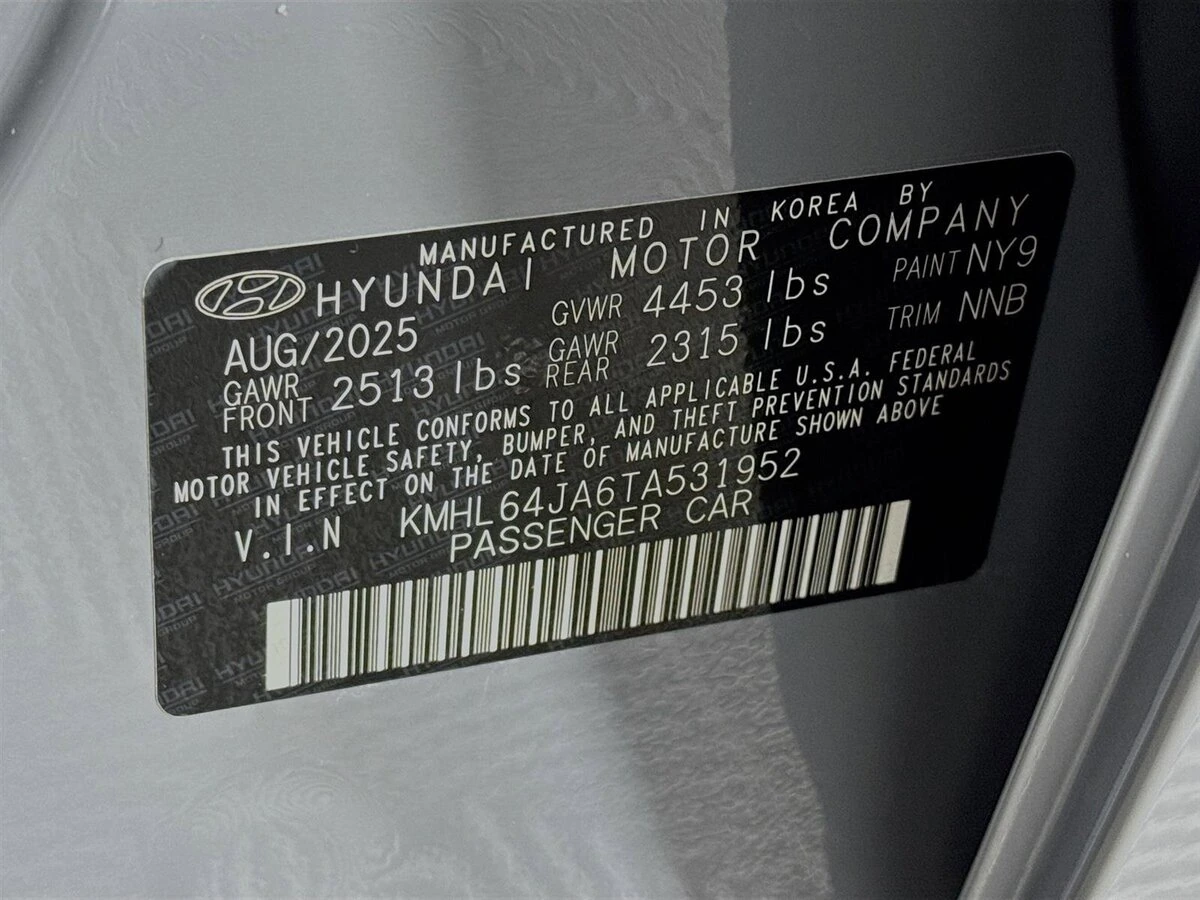 MANUFACTURED IN KOREA BY
HYUNDAI MOTOR COMPANY
AUG/2025 GVWR 4453 lbs PAINT NY9
GAWR FRONT 2513 lbs GAWR REAR 2315 lbs TRIM NNB
THIS VEHICLE CONFORMS TO ALL APPLICABLE U.S.A. FEDERAL
MOTOR VEHICLE SAFETY, BUMPER, AND THEFT PREVENTION STANDARDS
IN EFFECT ON THE DATE OF MANUFACTURE SHOWN ABOVE
V.I.N KMHL64JA6TA531952
PASSENGER CAR